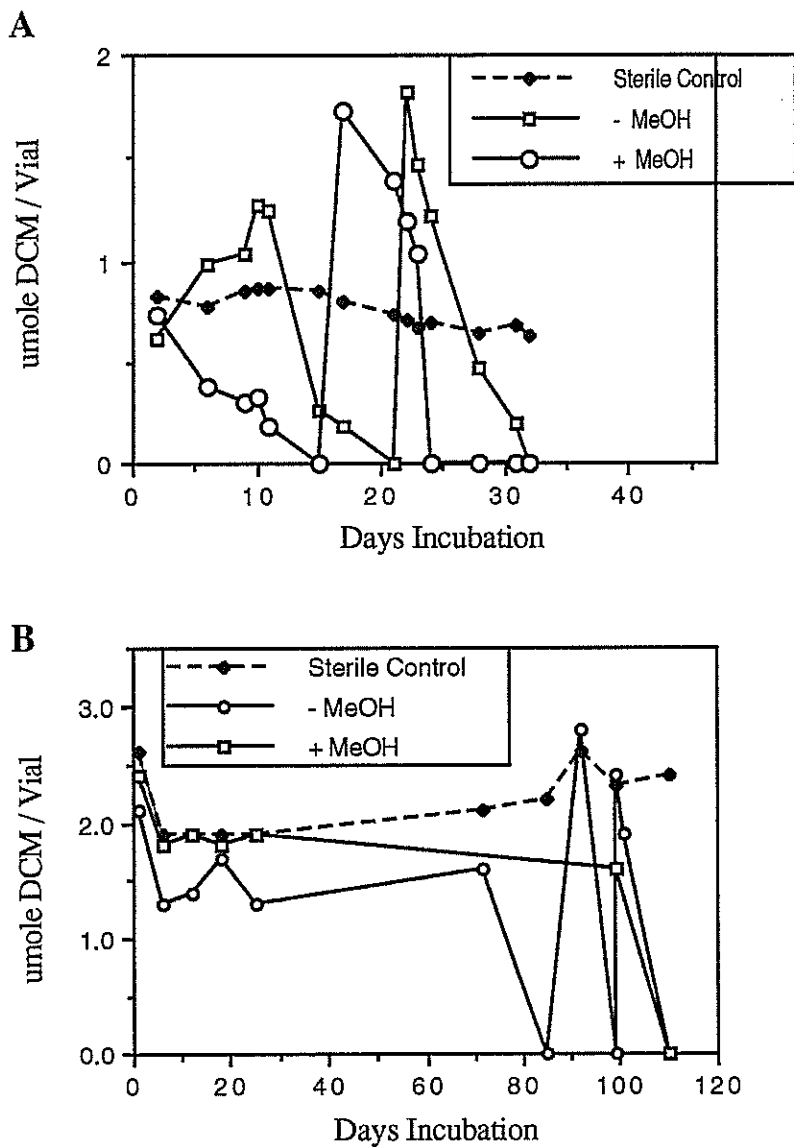 A
umole DCM / Vial
2
1
0
Sterile Control
- MeOH
+ MeOH
0 10 20 30 40
Days Incubation
B
umole DCM / Vial
3.0
2.0
1.0
0.0
Sterile Control
- MeOH
+ MeOH
0 20 40 60 80 100 120
Days Incubation